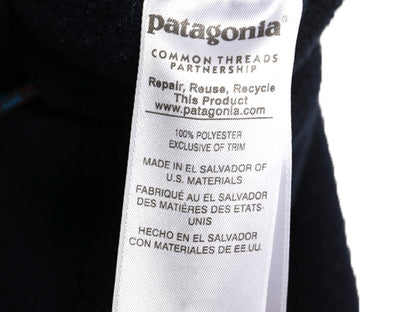 patagonia®
COMMON THREADS
PARTNERSHIP
Repair, Reuse, Recycle
This Product
www.patagonia.com
100% POLYESTER
EXCLUSIVE OF TRIM
MADE IN EL SALVADOR OF
U.S. MATERIALS
FABRIQUÉ AU EL SALVADOR
DES MATIÈRES DES ETATS-
UNIS
HECHO EN EL SALVADOR
CON MATERIALES DE EE.UU.